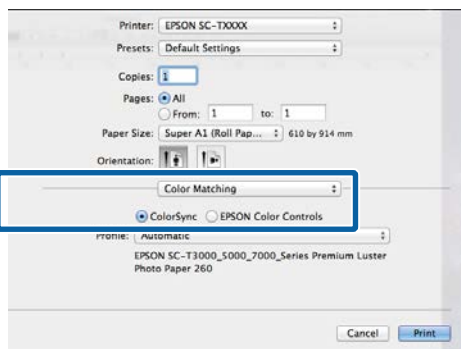 Printer: EPSON SC-TXXXX
Presets: Default Settings
Copies: 1
Pages: All
From: 1 to: 1
Paper Size: Super A1 (Roll Pap... 610 by 914 mm
Orientation:
Color Matching
ColorSync EPSON Color Controls
Profile: Automatic
EPSON SC-T3000_5000_7000_Series Premium Luster
Photo Paper 260
Cancel Print